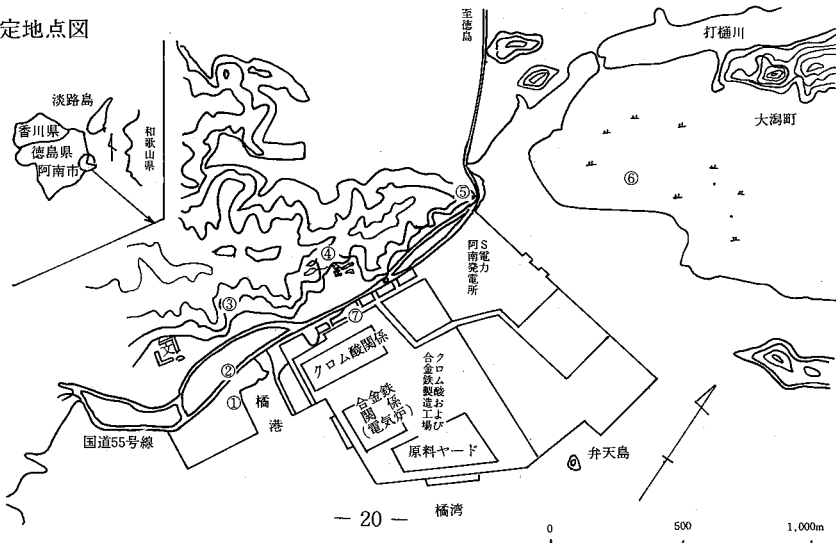 定地点図
淡路島
香川県
徳島県
阿南市
和歌山県
至徳島
打樋川
大潟町
⑥
⑤
④
③
⑦
②
①
S電力
阿南発電所
クロム酸関係
クロム酸および
合金鉄製造工場
合金鉄
関係
(電気炉)
原料ヤード
橘港
国道55号線
弁天島
橘湾
— 20 —
0 500 1,000m